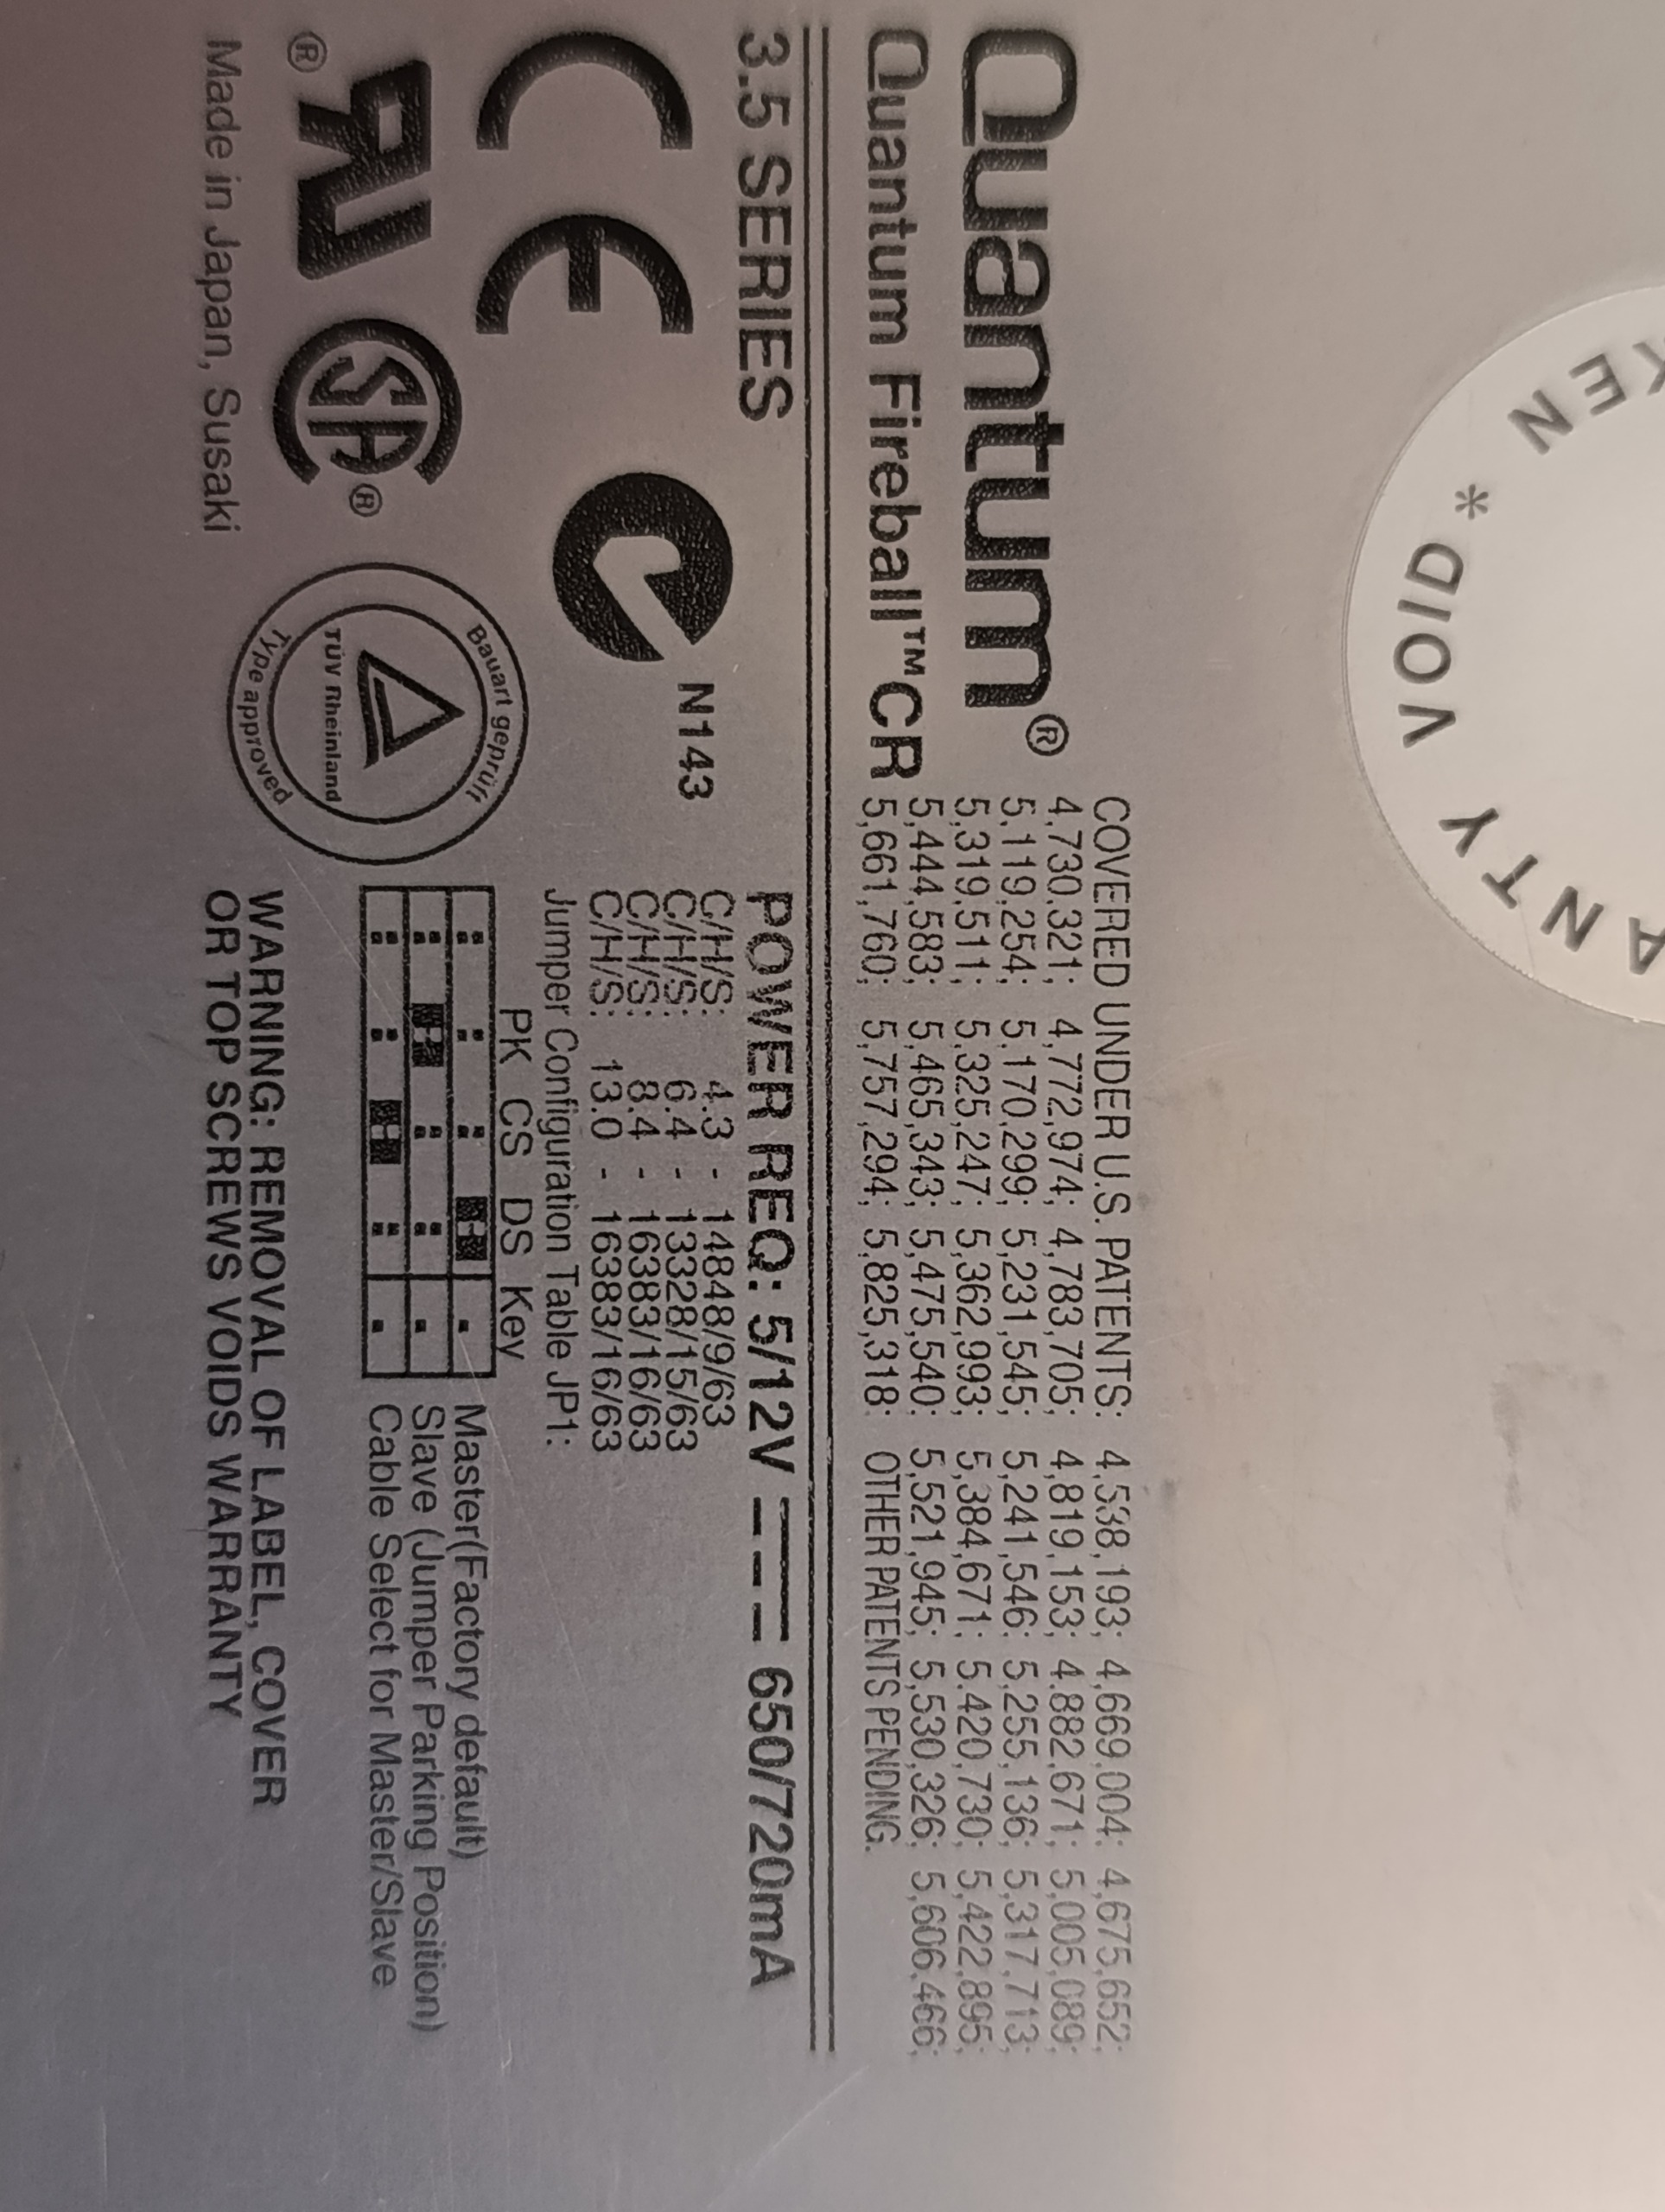 KEN
* VOID
ANTY
Quantum®
Quantum Fireball™CR
COVERED UNDER U.S. PATENTS: 4,538,193; 4,669,004; 4,675,652;
4,730,321; 4,772,974; 4,783,705; 4,819,153; 4,882,671; 5,005,089;
5,119,254; 5,170,299; 5,231,545; 5,241,546; 5,255,136; 5,317,713;
5,319,511; 5,325,247; 5,362,993; 5,384,671; 5,420,730; 5,422,895;
5,444,583; 5,465,343; 5,475,540; 5,521,945; 5,530,326; 5,606,466;
5,661,760; 5,757,294; 5,825,318; OTHER PATENTS PENDING.
3.5 SERIES
CE
N143
POWER REQ: 5/12V 650/720mA
C/H/S: 4.3 - 14848/9/63
C/H/S: 6.4 - 13328/15/63
C/H/S: 8.4 - 16383/16/63
C/H/S: 13.0 - 16383/16/63
Jumper Configuration Table JP1:
PK CS DS Key
Master(Factory default)
Slave (Jumper Parking Position)
Cable Select for Master/Slave
SA®
Bauart geprüft
TÜV Rheinland
Type approved
Made in Japan, Susaki
WARNING: REMOVAL OF LABEL, COVER
OR TOP SCREWS VOIDS WARRANTY